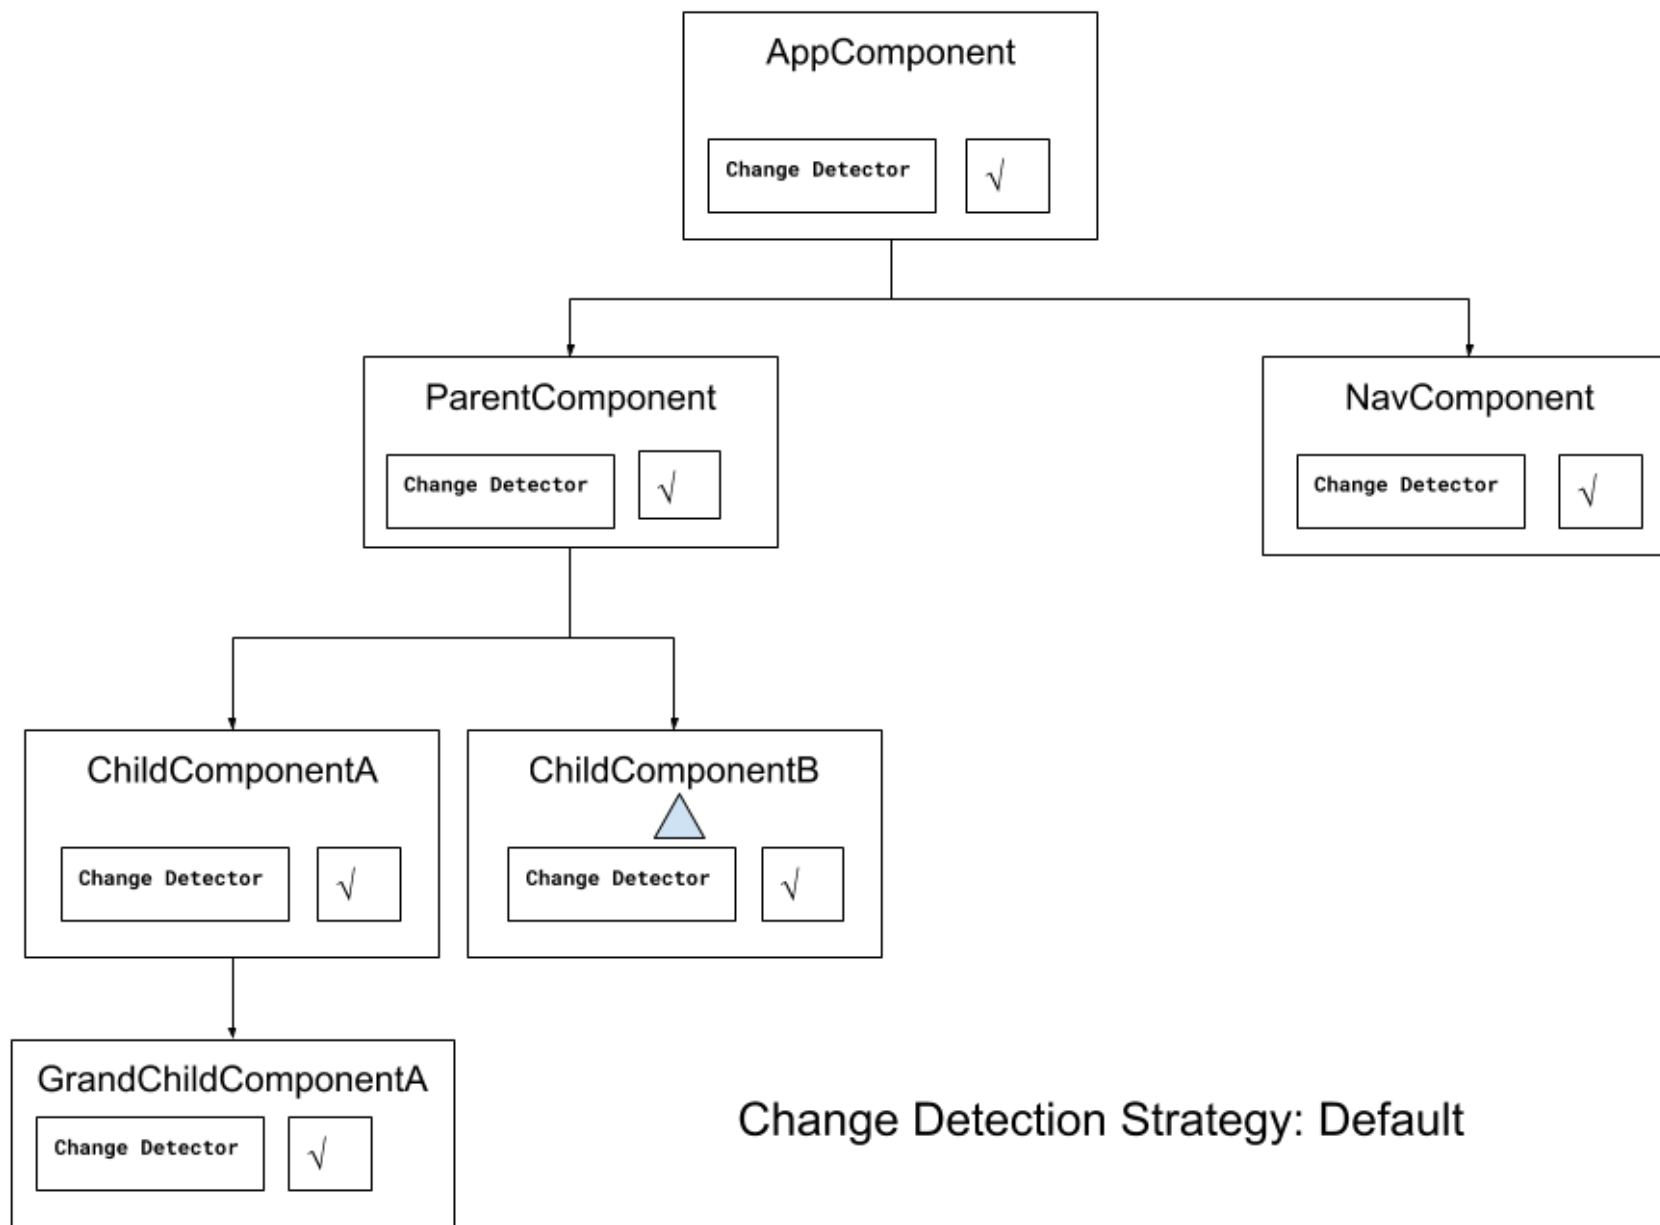 AppComponent
Change Detector √
ParentComponent
Change Detector √
NavComponent
Change Detector √
ChildComponentA
Change Detector √
ChildComponentB
Change Detector √
GrandChildComponentA
Change Detector √
Change Detection Strategy: Default